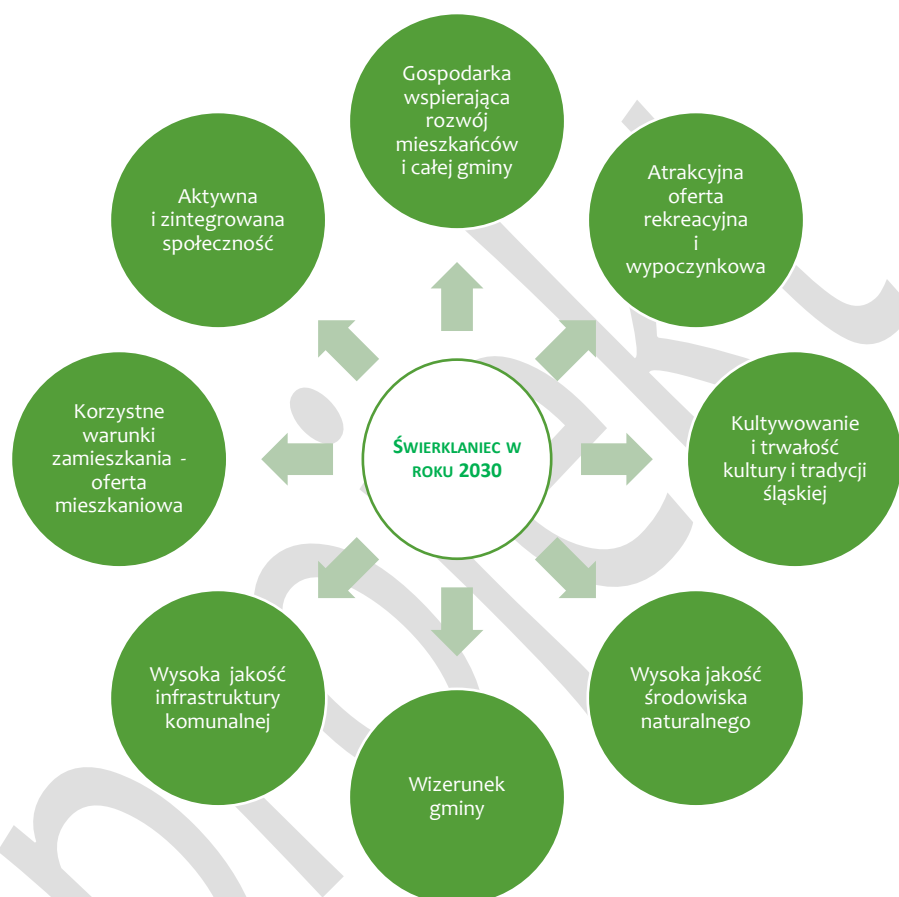 Gospodarka
wspierająca
rozwój
mieszkańców
i całej gminy
Atrakcyjna
oferta
rekreacyjna
i
wypoczynkowa
Kultywowanie
i trwałość
kultury i tradycji
śląskiej
Wysoka jakość
środowiska
naturalnego
Wizerunek
gminy
Wysoka jakość
infrastruktury
komunalnej
Korzystne
warunki
zamieszkania -
oferta
mieszkaniowa
Aktywna
i zintegrowana
społeczność
Świerklaniec w
roku 2030